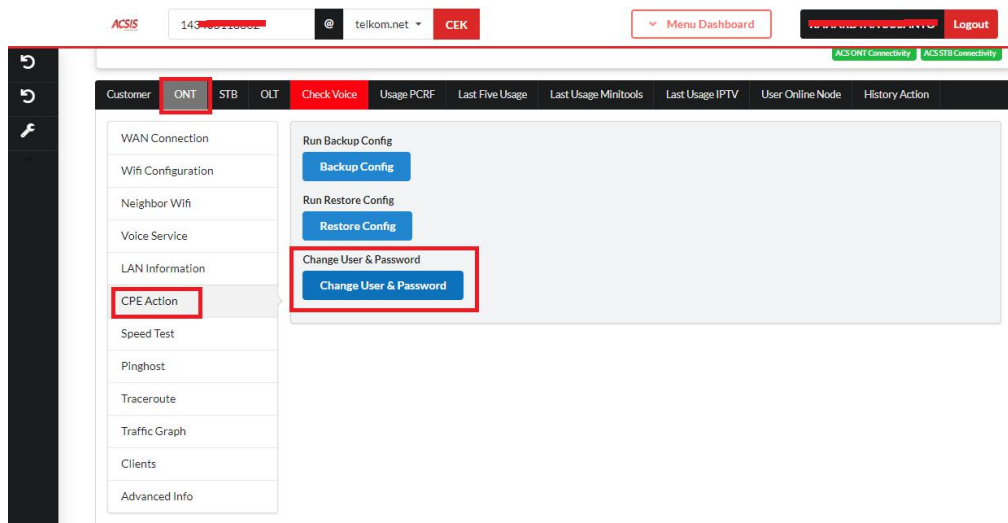 ACSIS
@ telkom.net CEK
Menu Dashboard
Logout
ACS ONT Connectivity ACS STB Connectivity
Customer ONT STB OLT Check Voice Usage PCRF Last Five Usage Last Usage Minitools Last Usage IPTV User Online Node History Action
WAN Connection
Wifi Configuration
Neighbor Wifi
Voice Service
LAN Information
CPE Action
Speed Test
Pinghost
Traceroute
Traffic Graph
Clients
Advanced Info
Run Backup Config
Backup Config
Run Restore Config
Restore Config
Change User & Password
Change User & Password